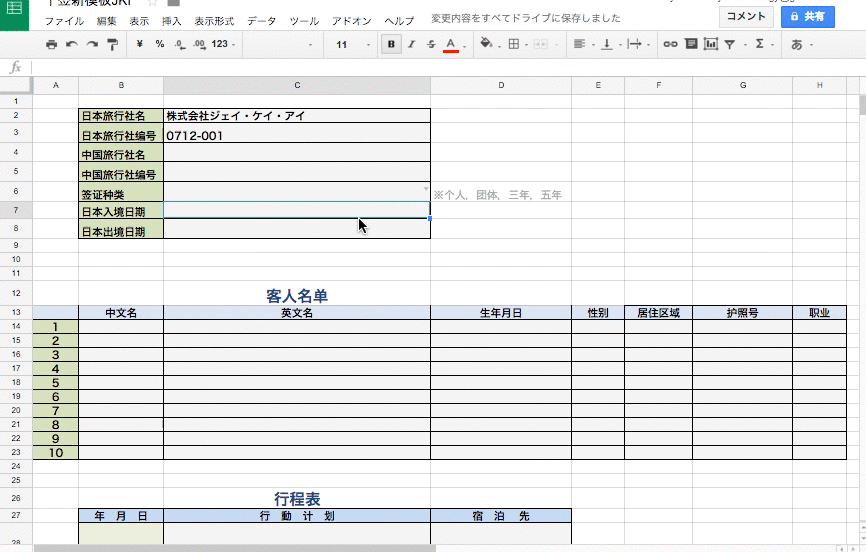 ファイル 編集 表示 挿入 表示形式 データ ツール アドオン ヘルプ 変更内容をすべてドライブに保存しました
コメント 共有
¥ % .0 .00 123 11 B I S A Σ あ
fx
A B C D E F G H
1
2 日本旅行社名 株式会社ジェイ・ケイ・アイ
3 日本旅行社编号 0712-001
4 中国旅行社名
5 中国旅行社编号
6 签证种类 ※个人，团体，三年，五年
7 日本入境日期
8 日本出境日期
9
10
11
12 客人名单
13 中文名 英文名 生年月日 性别 居住区域 护照号 职业
14 1
15 2
16 3
17 4
18 5
19 6
20 7
21 8
22 9
23 10
24
25
26 行程表
27 年 月 日 行 動 计 划 宿 泊 先
28